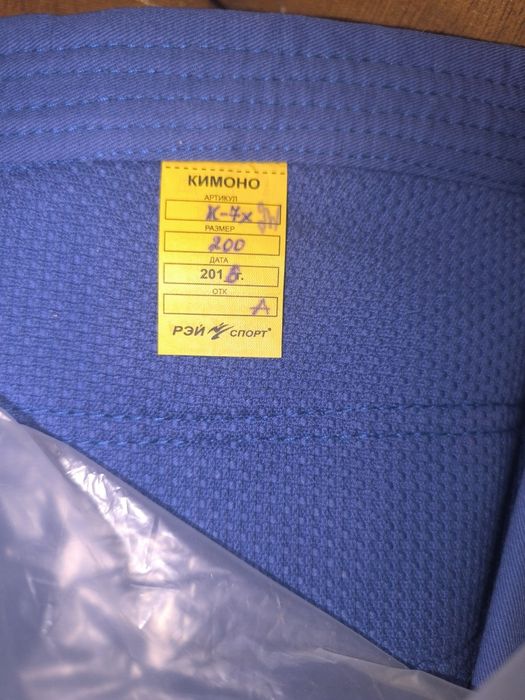 КИМОНО
АРТИКУЛ
К-7х
РАЗМЕР
200
ДАТА
201 г.
ОТК
А
РЭЙ СПОРТ